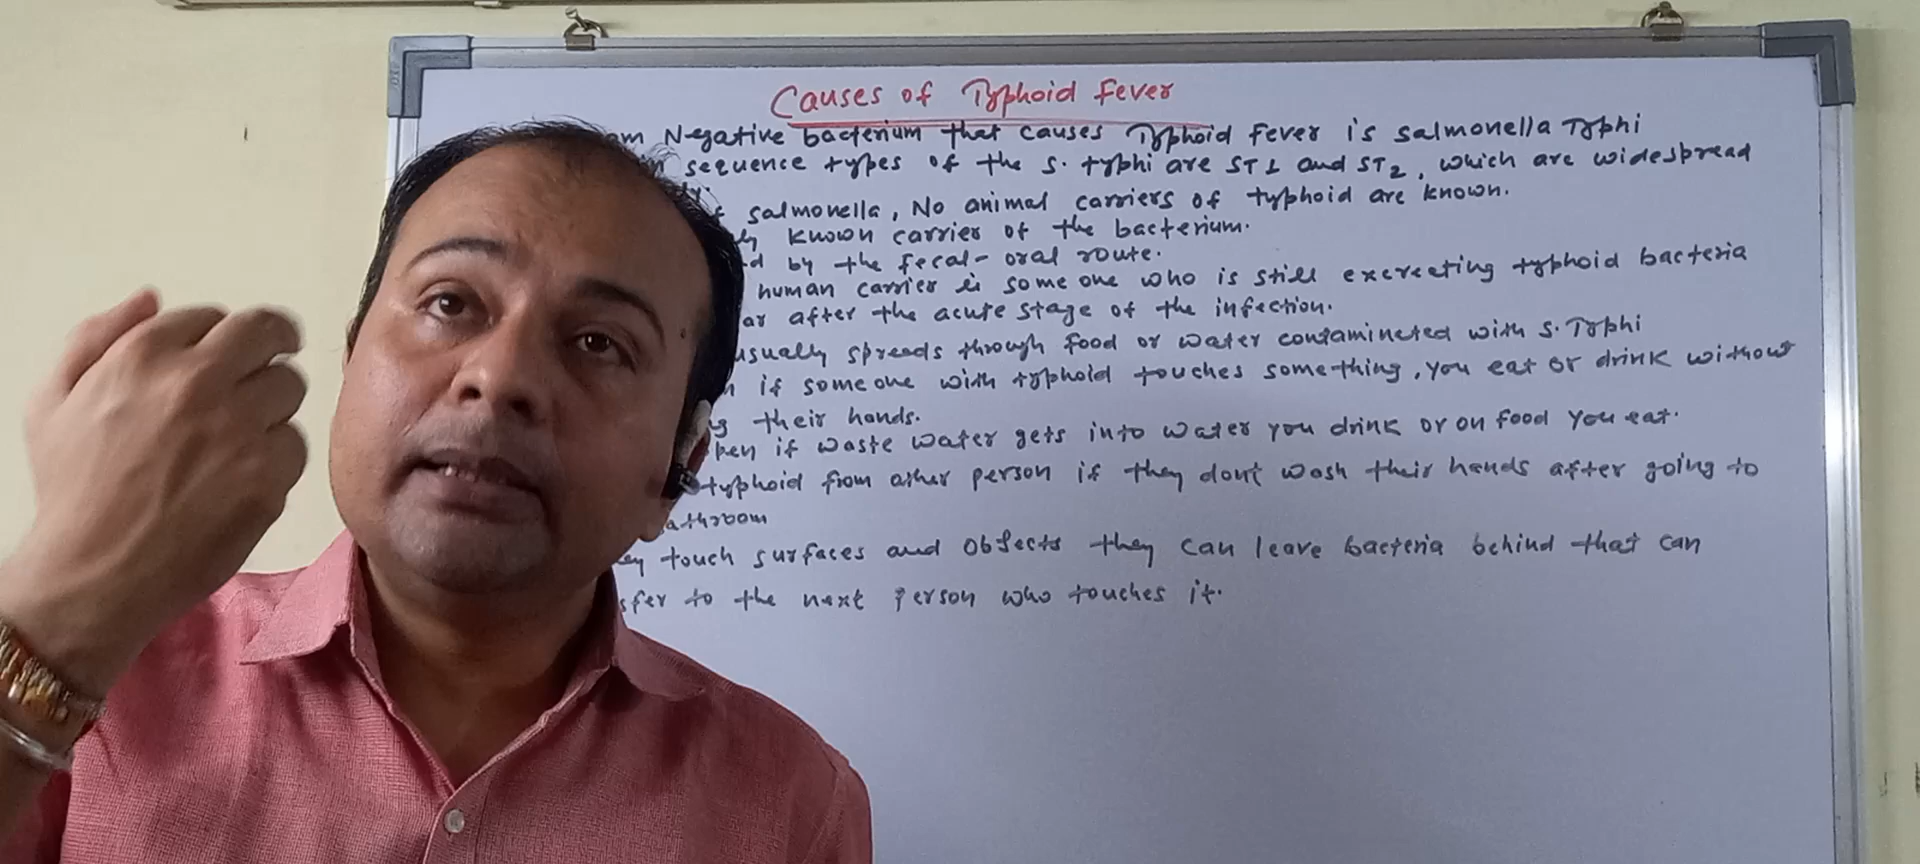 Causes of Typhoid Fever
Negative bacterium that causes Typhoid Fever is salmonella Typhi
sequence types of the S. typhi are ST1 and ST2, which are widespread
salmonella, No animal carriers of typhoid are known.
known carrier of the bacterium.
by the fecal-oral route.
human carrier is some one who is still excreating typhoid bacteria
after the acute stage of the infection.
usually spreads through food or water contamineted with S. Typhi
if some one with typhoid touches something, you eat or drink without
their hands.
if waste water gets into water you drink or on food you eat.
typhoid from other person if they dont wash their hands after going to
athroom
touch surfaces and objects they can leave bacteria behind that can
sfer to the next person who touches it.